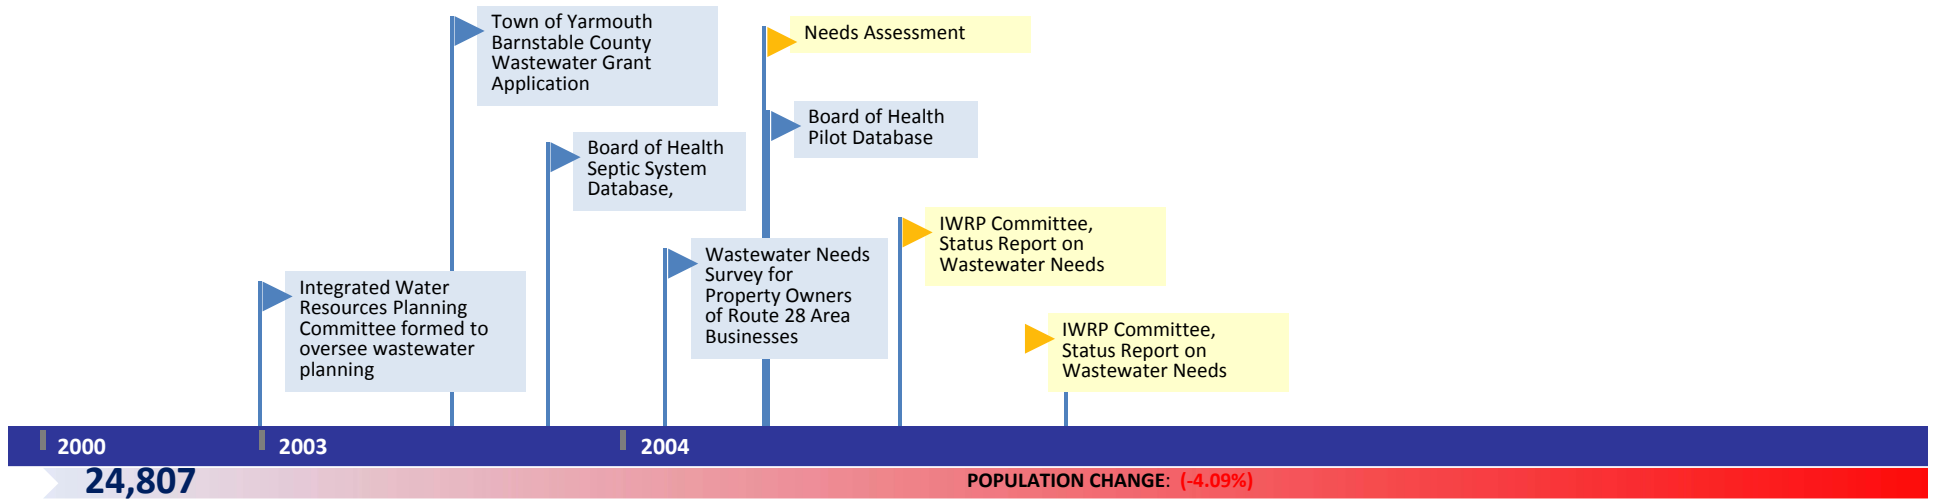 Town of Yarmouth
Barnstable County
Wastewater Grant
Application
Needs Assessment
Board of Health
Pilot Database
Board of Health
Septic System
Database,
IWRP Committee,
Status Report on
Wastewater Needs
Wastewater Needs
Survey for
Property Owners
of Route 28 Area
Businesses
Integrated Water
Resources Planning
Committee formed to
oversee wastewater
planning
IWRP Committee,
Status Report on
Wastewater Needs
2000
2003
2004
24,807
POPULATION CHANGE: (-4.09%)